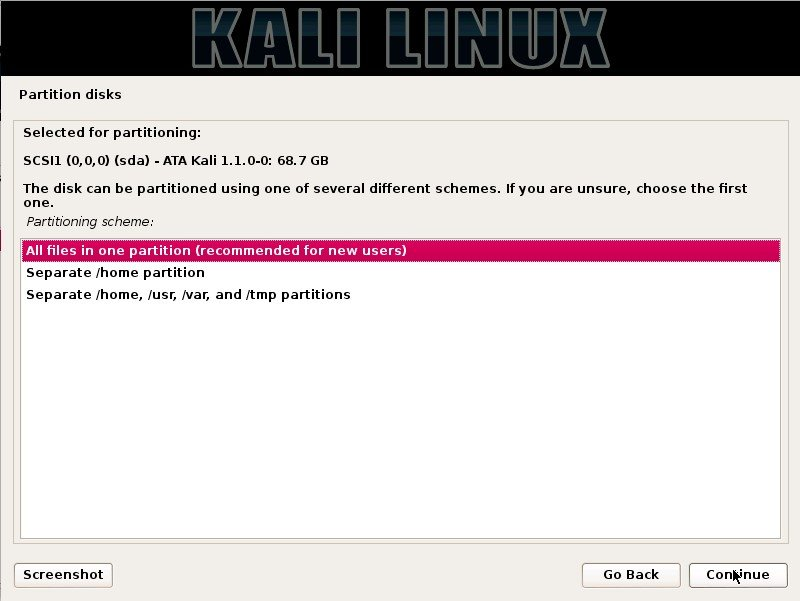 KALI LINUX
Partition disks
Selected for partitioning:
SCSI1 (0,0,0) (sda) - ATA Kali 1.1.0-0: 68.7 GB
The disk can be partitioned using one of several different schemes. If you are unsure, choose the first
one.
Partitioning scheme:
All files in one partition (recommended for new users)
Separate /home partition
Separate /home, /usr, /var, and /tmp partitions
Screenshot
Go Back
Continue